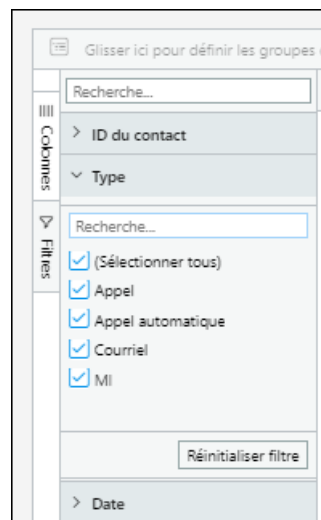 Glisser ici pour définir les groupes
Recherche...
Colonnes
Filtres
ID du contact
Type
Recherche...
(Sélectionner tous)
Appel
Appel automatique
Courriel
MI
Réinitialiser filtre
Date